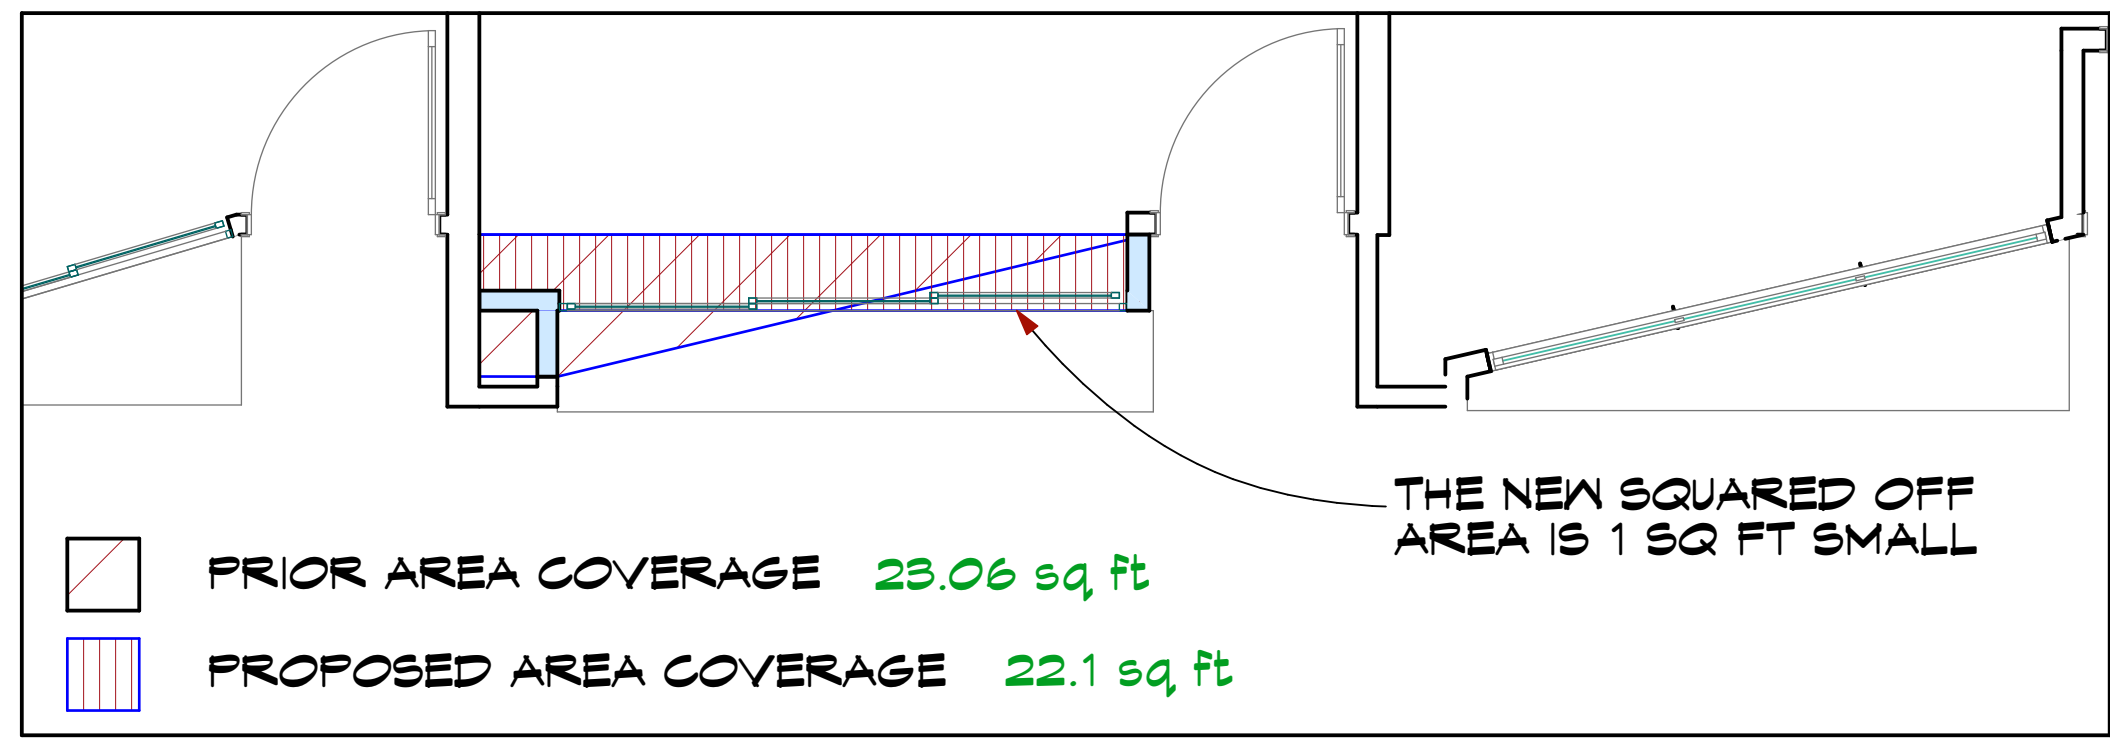 THE NEW SQUARED OFF
AREA IS 1 SQ FT SMALL
PRIOR AREA COVERAGE 23.06 sq ft
PROPOSED AREA COVERAGE 22.1 sq ft